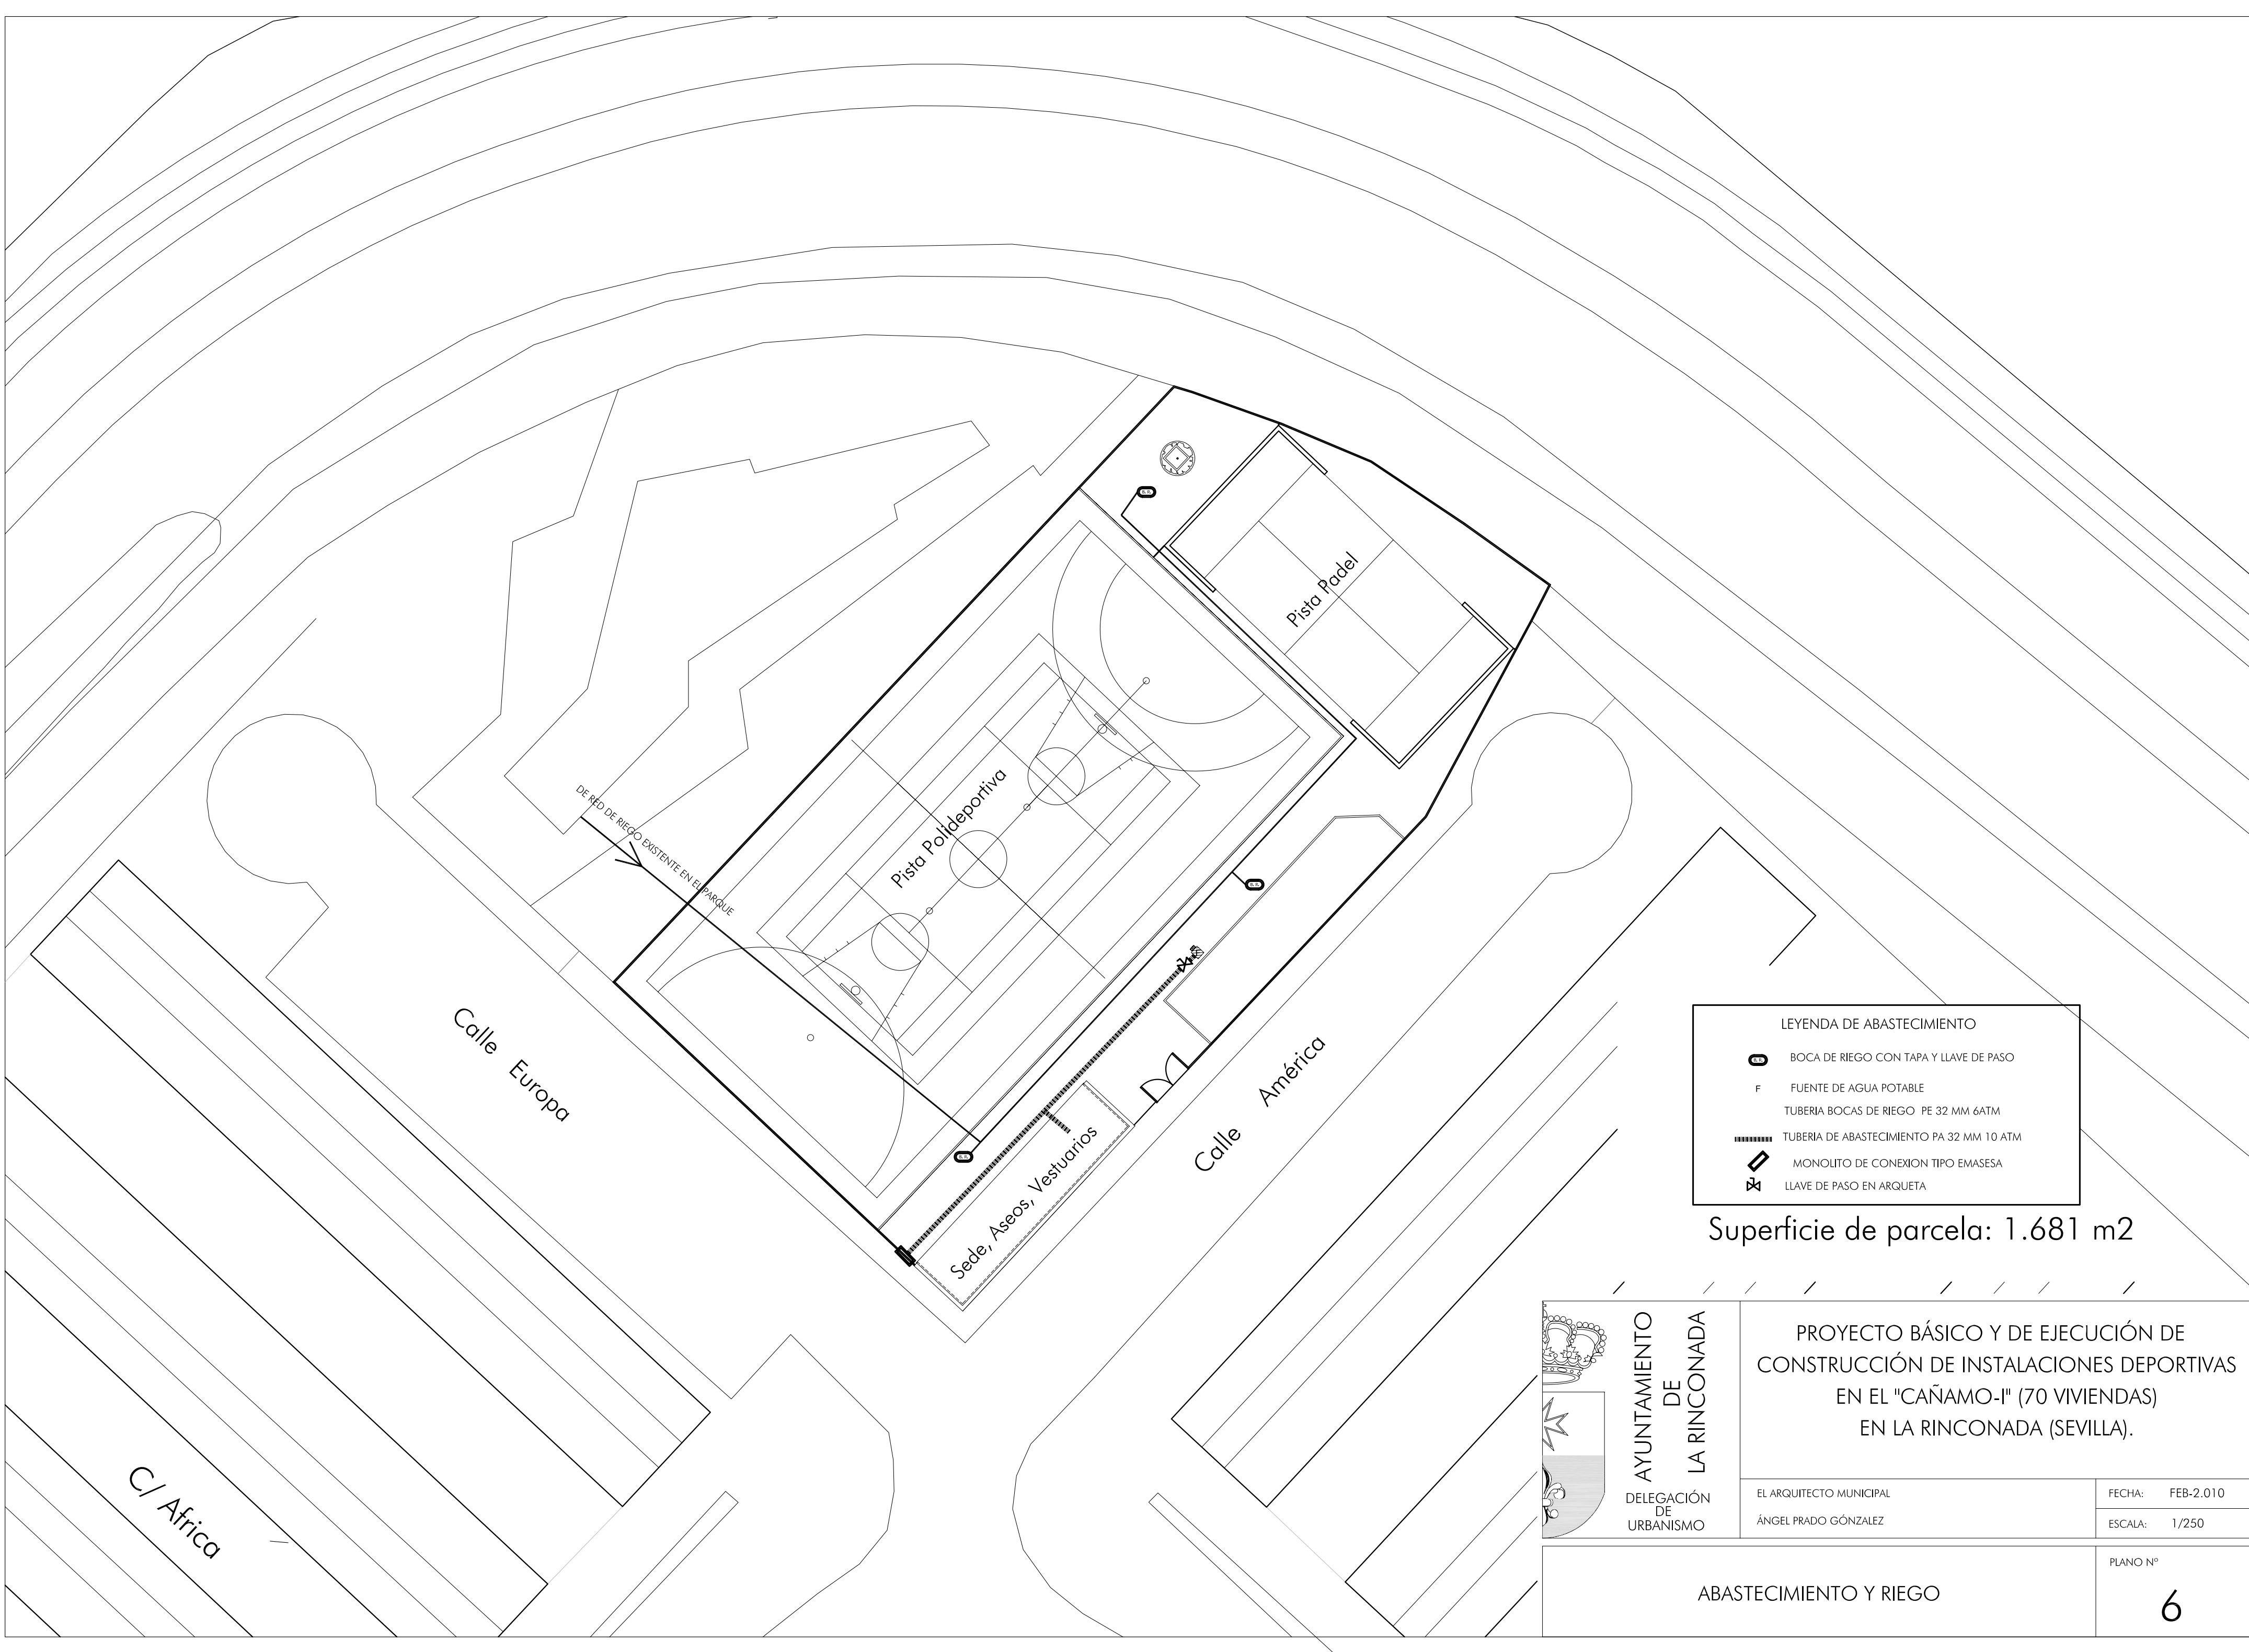 Pista Padel
Pista Polideportiva
DE RED DE RIEGO EXISTENTE EN EL PARQUE
Calle Europa
Calle América
Sede, Aseos, Vestuarios
C/ Africa
LEYENDA DE ABASTECIMIENTO
BOCA DE RIEGO CON TAPA Y LLAVE DE PASO
F FUENTE DE AGUA POTABLE
TUBERIA BOCAS DE RIEGO PE 32 MM 6ATM
TUBERIA DE ABASTECIMIENTO PA 32 MM 10 ATM
MONOLITO DE CONEXION TIPO EMASESA
LLAVE DE PASO EN ARQUETA
Superficie de parcela: 1.681 m2
AYUNTAMIENTO
DE
LA RINCONADA
DELEGACIÓN
DE
URBANISMO
PROYECTO BÁSICO Y DE EJECUCIÓN DE
CONSTRUCCIÓN DE INSTALACIONES DEPORTIVAS
EN EL "CAÑAMO-I" (70 VIVIENDAS)
EN LA RINCONADA (SEVILLA).
EL ARQUITECTO MUNICIPAL
ÁNGEL PRADO GÓNZALEZ
FECHA: FEB-2.010
ESCALA: 1/250
ABASTECIMIENTO Y RIEGO
PLANO Nº
6